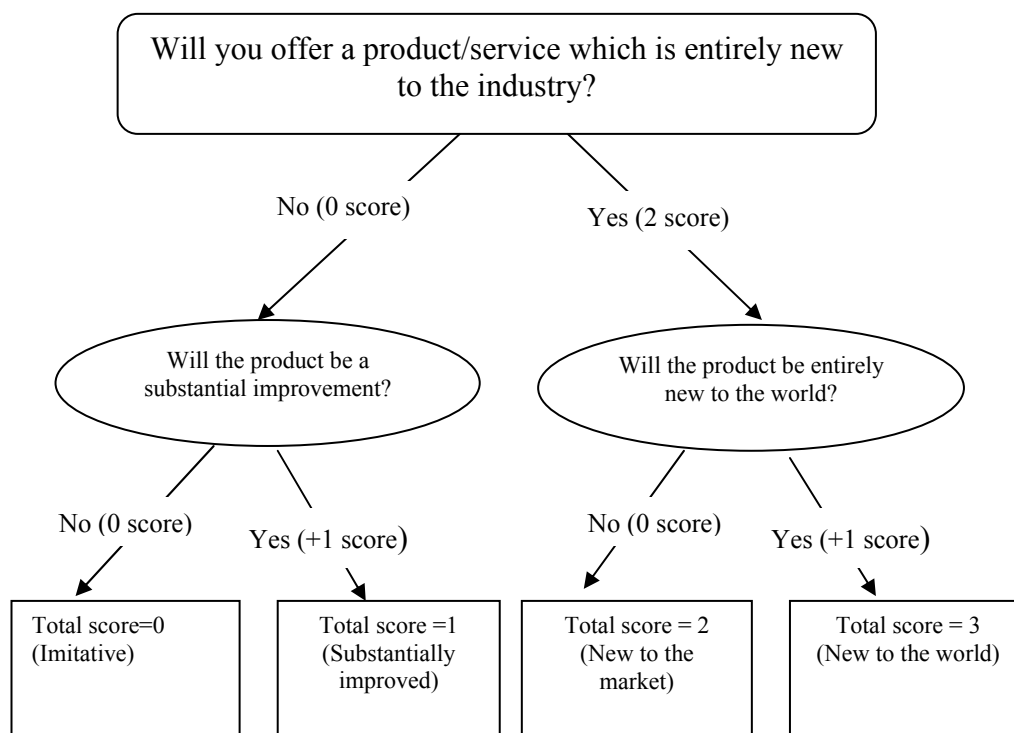 Will you offer a product/service which is entirely new
to the industry?
No (0 score)
Yes (2 score)
Will the product be a
substantial improvement?
Will the product be entirely
new to the world?
No (0 score)
Yes (+1 score)
No (0 score)
Yes (+1 score)
Total score=0
(Imitative)
Total score =1
(Substantially
improved)
Total score = 2
(New to the
market)
Total score = 3
(New to the world)